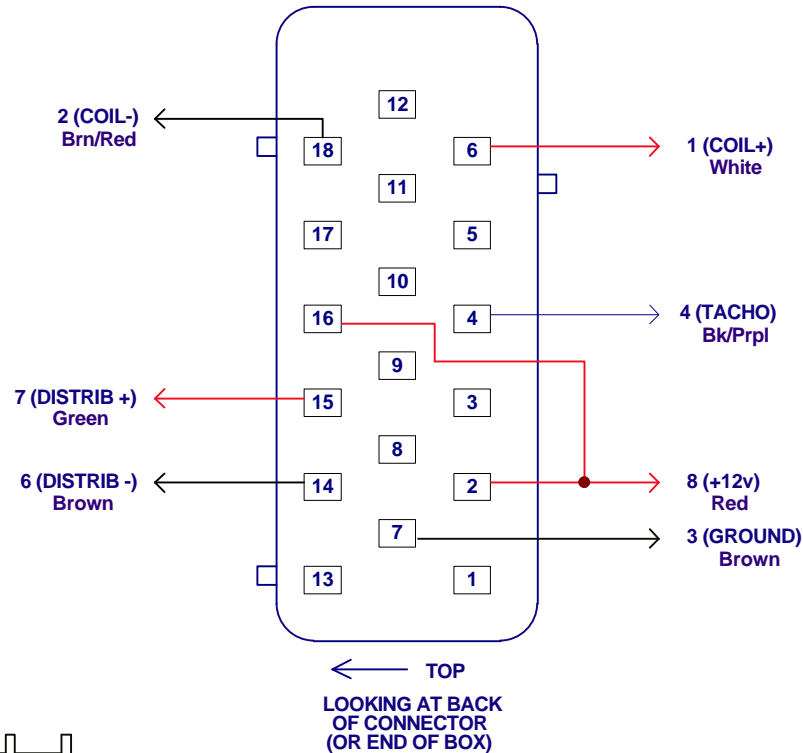 12
2 (COIL-)
Brn/Red
18
6
1 (COIL+)
White
11
17
5
10
16
4
4 (TACHO)
Bk/Prpl
9
7 (DISTRIB +)
Green
15
3
8
6 (DISTRIB -)
Brown
14
2
8 (+12v)
Red
7
3 (GROUND)
Brown
13
1
TOP
LOOKING AT BACK
OF CONNECTOR
(OR END OF BOX)